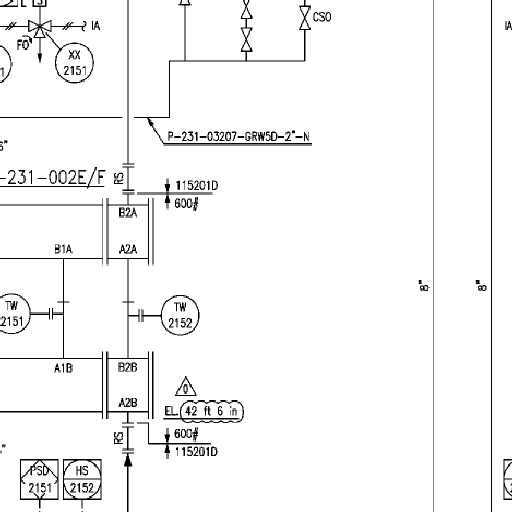 CSO
IA
IA
FO
XX
2151
P-231-03207-GRW5D-2"-N
6"
-231-002E/F
RS
115201D
600#
B2A
B1A
A2A
8"
8"
TW
2151
TW
2152
A1B
B2B
0
A2B
EL
42 ft 6 in
RS
600#
115201D
PSD
2151
HS
2152